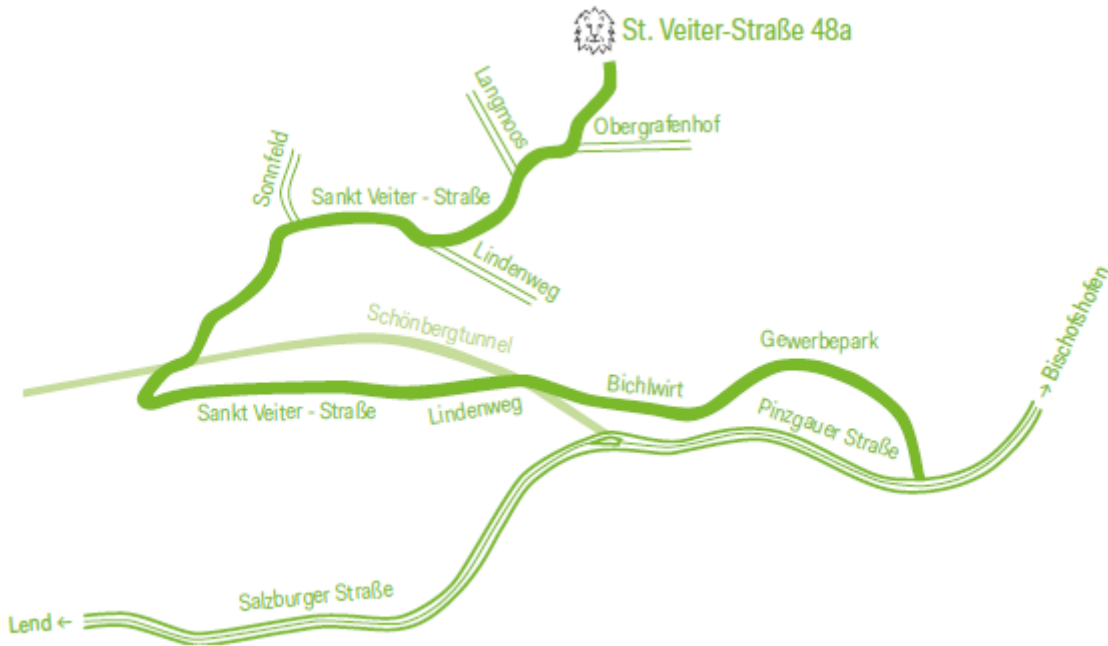 St. Veiter-Straße 48a
Langmoos
Obergrafenhof
Sonnfeld
Sankt Veiter - Straße
Lindenweg
Schönbergtunnel
Gewerbepark
→ Bischofshofen
Bichlwirt
Sankt Veiter - Straße
Lindenweg
Pinzgauer Straße
Salzburger Straße
Lend ←